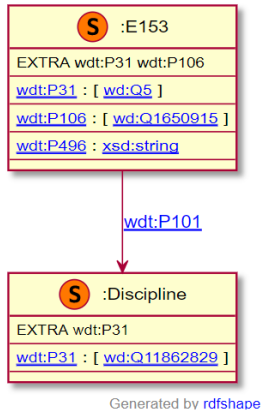 S :E153
EXTRA wdt:P31 wdt:P106
wdt:P31 : [ wd:Q5 ]
wdt:P106 : [ wd:Q1650915 ]
wdt:P496 : xsd:string
wdt:P101
S :Discipline
EXTRA wdt:P31
wdt:P31 : [ wd:Q11862829 ]
Generated by rdfshape